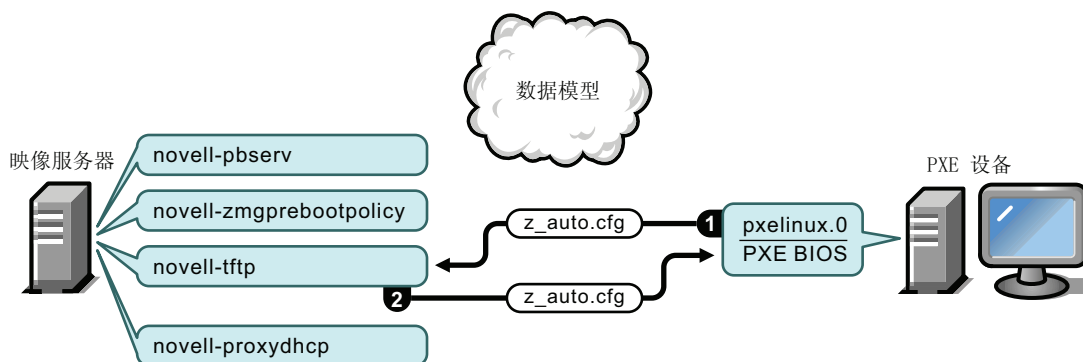 数据模型
映像服务器
novell-pbserv
novell-zmgprebootpolicy
novell-tftp
novell-proxydhcp
z_auto.cfg
1
2
z_auto.cfg
pxelinux.0
PXE BIOS
PXE 设备